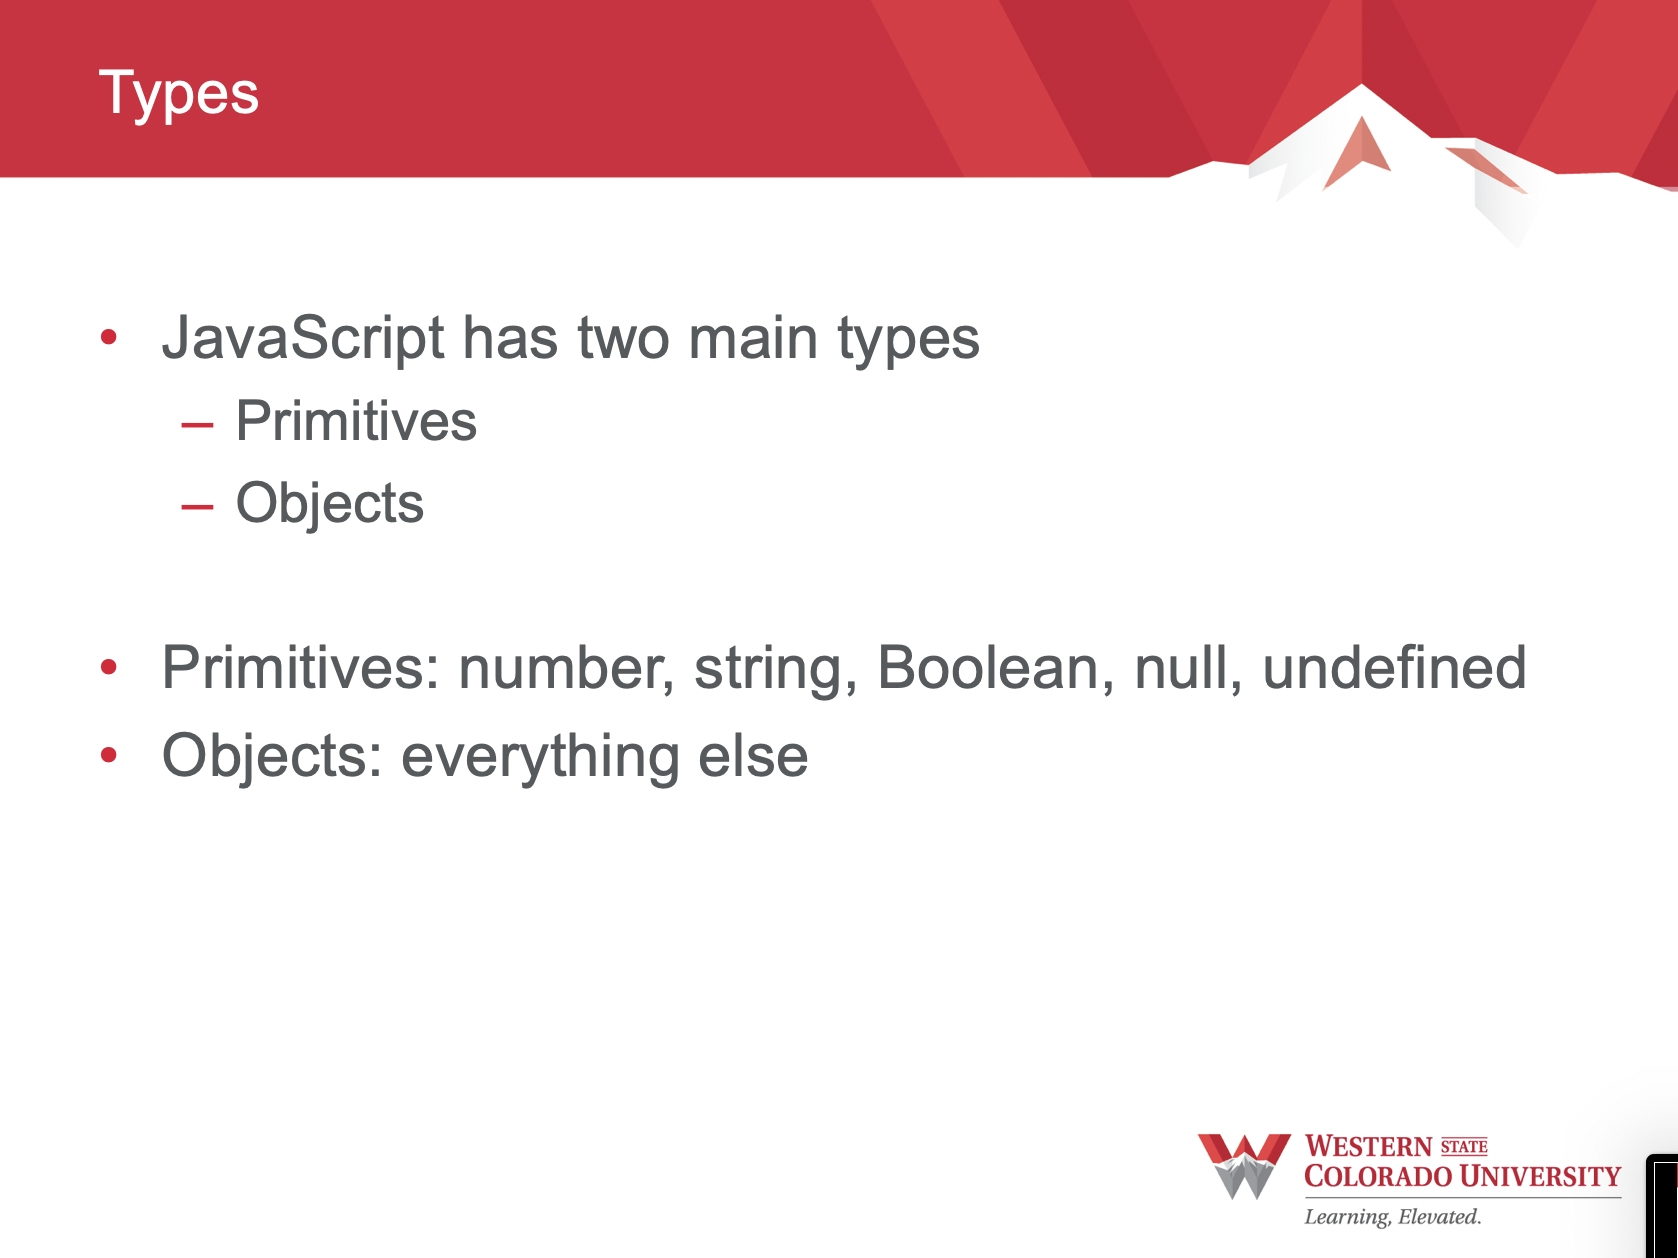 Types
• JavaScript has two main types
– Primitives
– Objects
• Primitives: number, string, Boolean, null, undefined
• Objects: everything else
WESTERN STATE
COLORADO UNIVERSITY
Learning, Elevated.